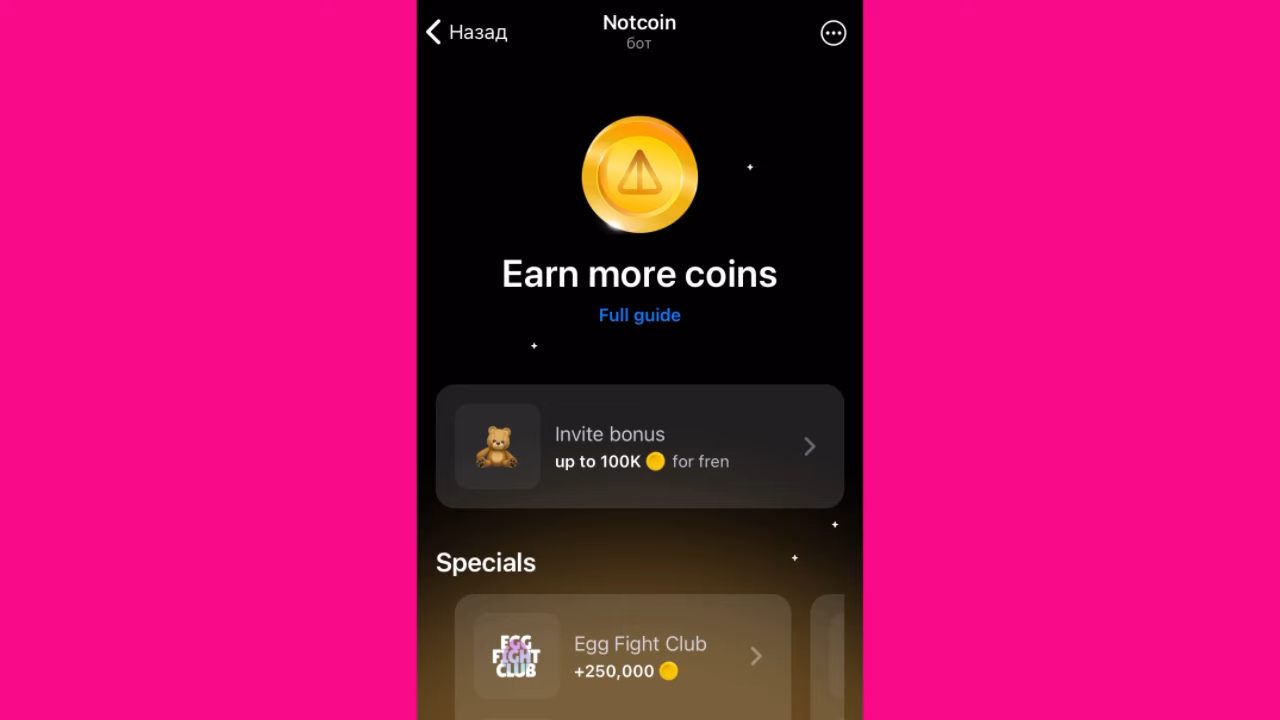 Назад
Notcoin
бот
Earn more coins
Full guide
Invite bonus
up to 100K for fren
Specials
EGG
FIGHT
CLUB
Egg Fight Club
+250,000